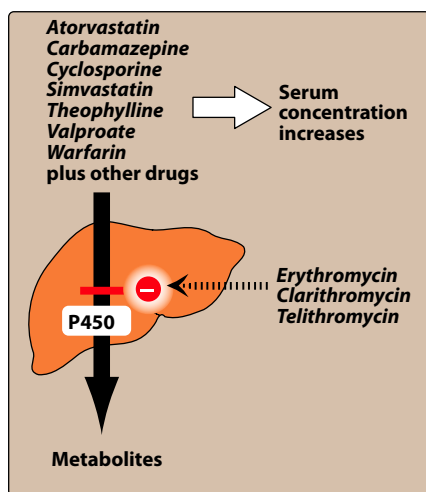 Atorvastatin
Carbamazepine
Cyclosporine
Simvastatin
Theophylline
Valproate
Warfarin
plus other drugs
Serum
concentration
increases
Erythromycin
Clarithromycin
Telithromycin
P450
Metabolites